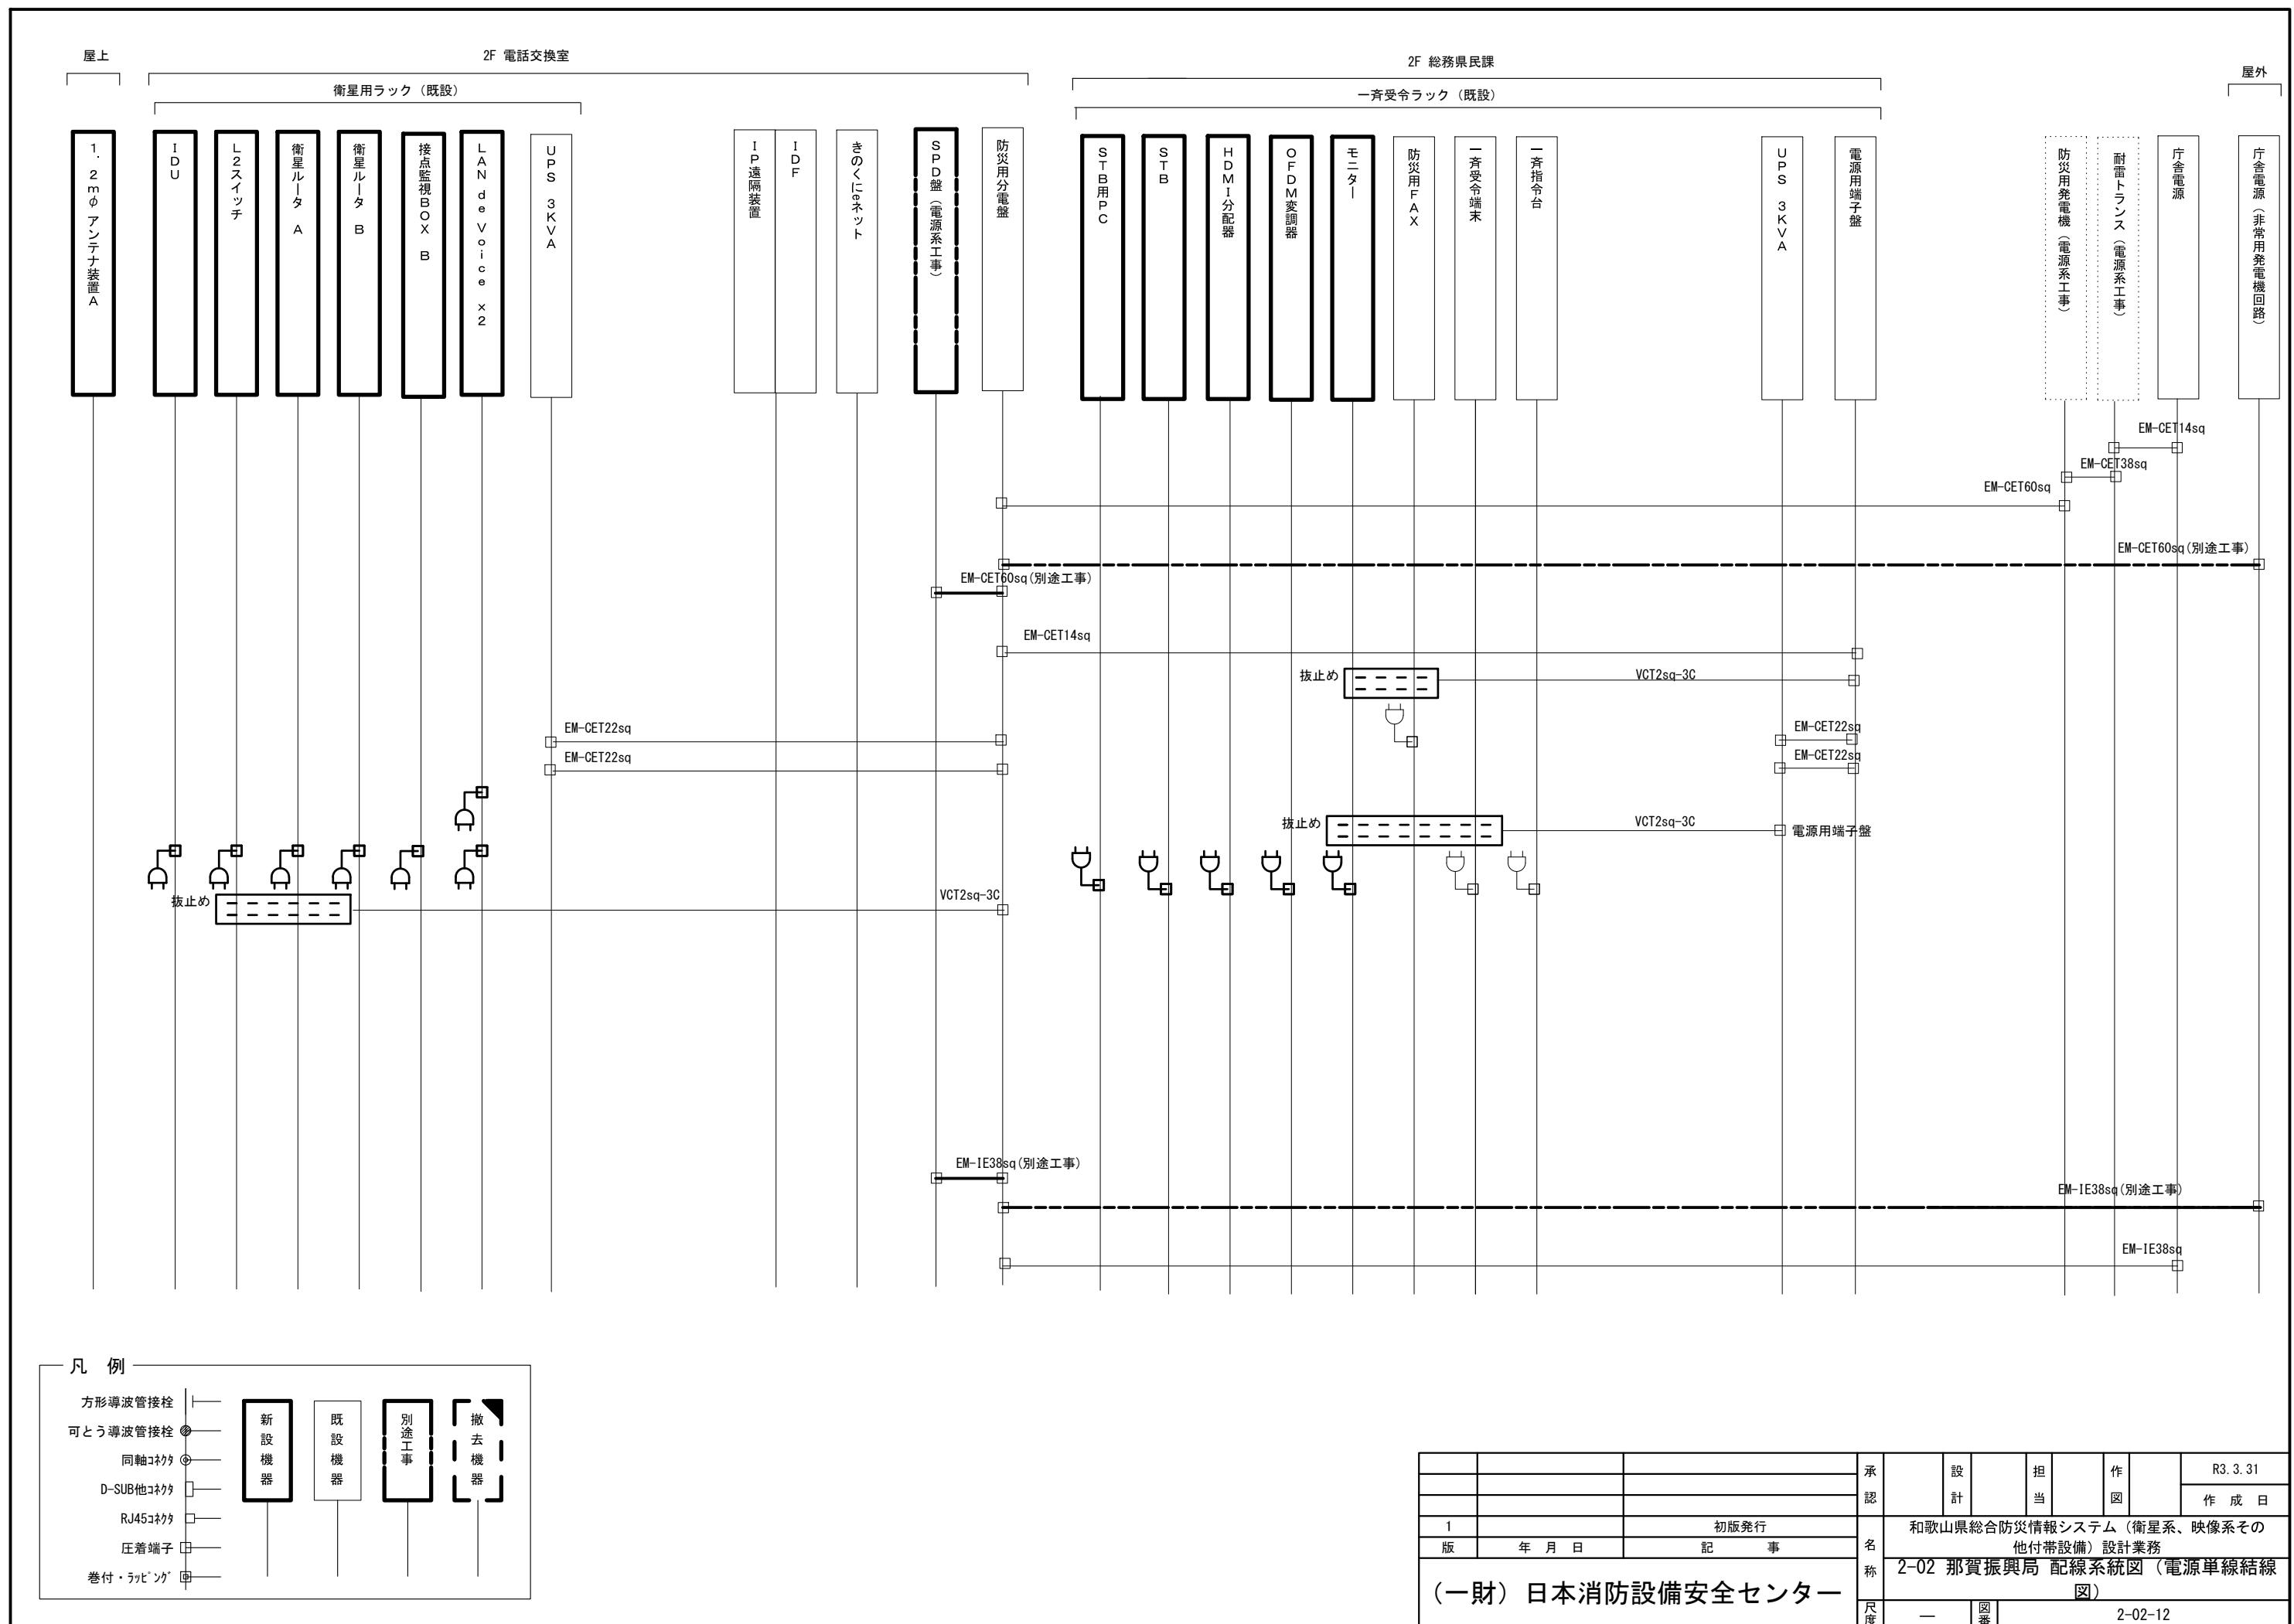 屋上
2F 電話交換室
2F 総務県民課
屋外
衛星用ラック（既設）
一斉受令ラック（既設）
1．2mφ アンテナ装置A
IDU
L2スイッチ
衛星ルータ A
衛星ルータ B
接点監視BOX B
LAN de Voice ×2
UPS 3KVA
IP遠隔装置
IDF
きのくにeネット
SPD盤（電源系工事）
防災用分電盤
STB用PC
STB
HDMI分配器
OFDM変調器
モニター
防災用FAX
一斉受令端末
一斉指令台
UPS 3KVA
電源用端子盤
防災用発電機（電源系工事）
耐雷トランス（電源系工事）
庁舎電源
庁舎電源（非常用発電機回路）
EM-CET14sq
EM-CET38sq
EM-CET60sq
EM-CET60sq(別途工事)
EM-CET60sq(別途工事)
EM-CET14sq
抜止め
VCT2sq-3C
EM-CET22sq
EM-CET22sq
EM-CET22sq
EM-CET22sq
抜止め
VCT2sq-3C
電源用端子盤
抜止め
VCT2sq-3C
EM-IE38sq(別途工事)
EM-IE38sq(別途工事)
EM-IE38sq
凡 例
方形導波管接栓
可とう導波管接栓
同軸ｺﾈｸﾀ
D-SUB他ｺﾈｸﾀ
RJ45ｺﾈｸﾀ
圧着端子
巻付・ﾗｯﾋﾟﾝｸﾞ
新設機器
既設機器
別途工事
撤去機器
承認
設計
担当
作図
R3.3.31
作 成 日
1
初版発行
版
年 月 日
記 事
名称
和歌山県総合防災情報システム（衛星系、映像系その
他付帯設備）設計業務
2-02 那賀振興局 配線系統図（電源単線結線
図）
（一財）日本消防設備安全センター
尺度
—
図番
2-02-12